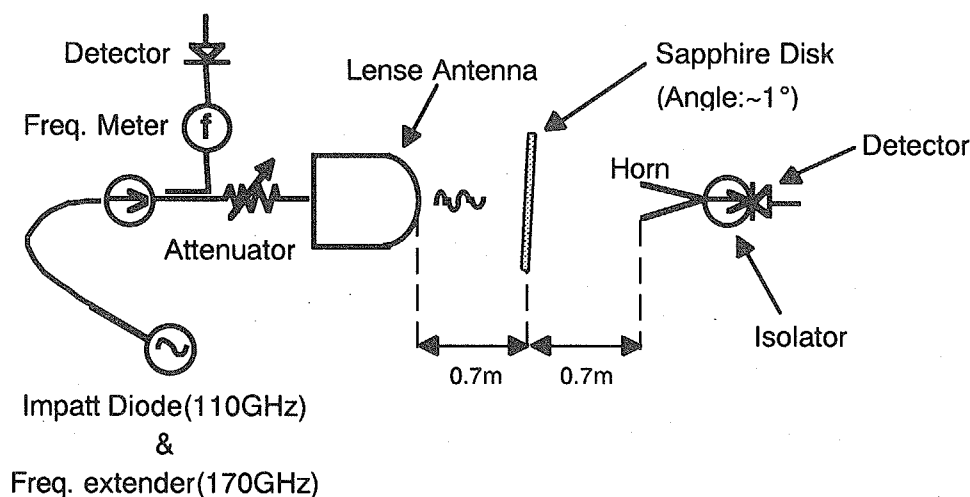 Detector
Lense Antenna
Sapphire Disk
(Angle:~1°)
Freq. Meter
f
Detector
Horn
Attenuator
Isolator
0.7m
0.7m
Impatt Diode(110GHz)
&
Freq. extender(170GHz)